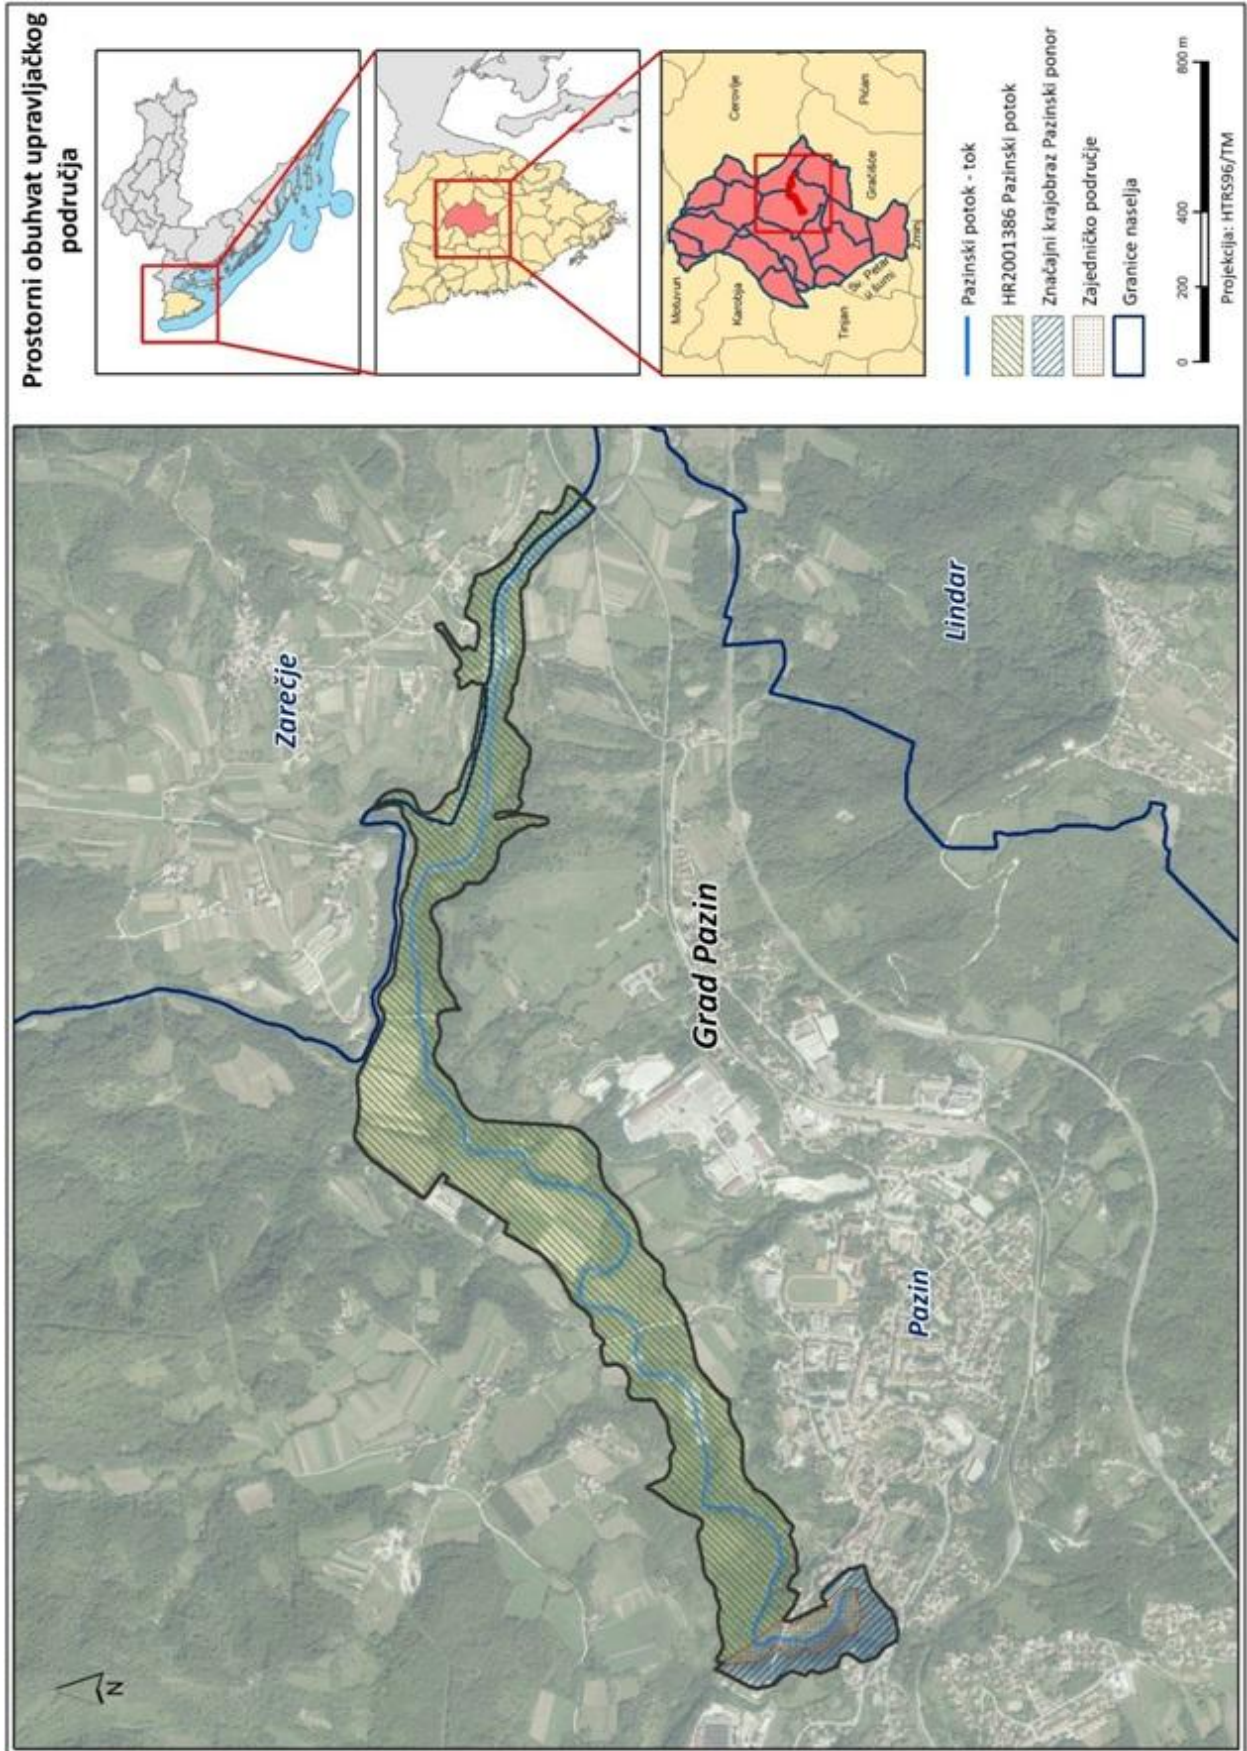 Prostorni obuhvat upravljačkog
područja
Motovun
Cerovlje
Karojba
Pićan
Tinjan
Gračišće
Sv. Petar
u šumi
Žminj
Pazinski potok - tok
HR2001386 Pazinski potok
Značajni krajobraz Pazinski ponor
Zajedničko područje
Granice naselja
0 200 400 800 m
Projekcija: HTRS96/TM
N
Zarečje
Grad Pazin
Lindar
Pazin